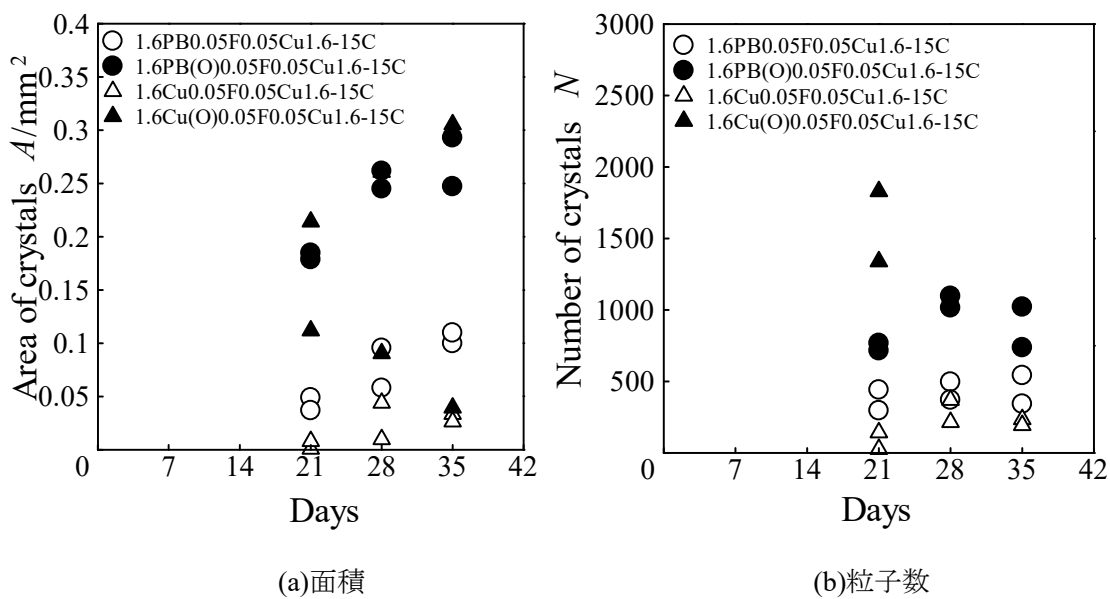 0.4
0.35
0.3
0.25
0.2
0.15
0.1
0.05
0
Area of crystals A/mm2
1.6PB0.05F0.05Cu1.6-15C
1.6PB(O)0.05F0.05Cu1.6-15C
1.6Cu0.05F0.05Cu1.6-15C
1.6Cu(O)0.05F0.05Cu1.6-15C
7 14 21 28 35 42
Days
(a)面積
3000
2500
2000
1500
1000
500
0
Number of crystals N
1.6PB0.05F0.05Cu1.6-15C
1.6PB(O)0.05F0.05Cu1.6-15C
1.6Cu0.05F0.05Cu1.6-15C
1.6Cu(O)0.05F0.05Cu1.6-15C
7 14 21 28 35 42
Days
(b)粒子数